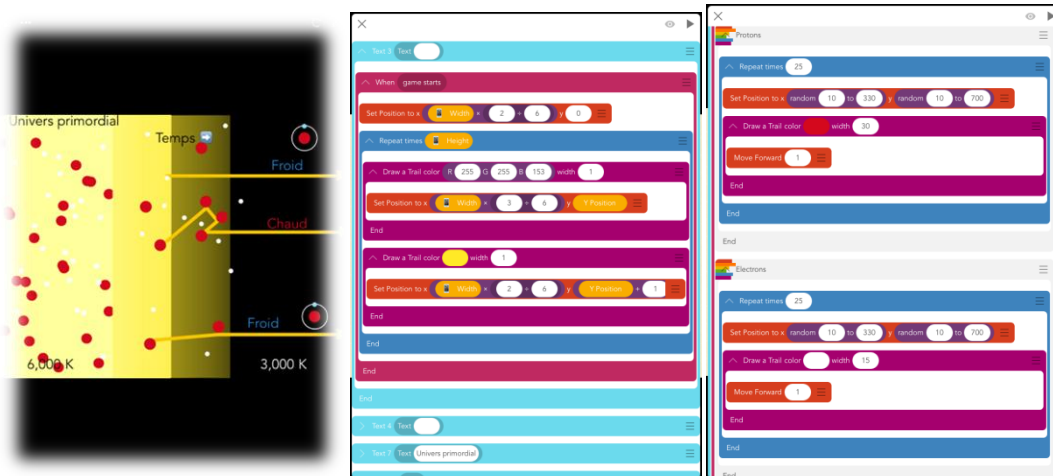 Univers primordial
Temps ➡
Froid
Chaud
Froid
6,000 K
3,000 K
Text 3 Text
When game starts
Set Position to x Width × 2 ÷ 6 y 0
Repeat times Height
Draw a Trail color R 255 G 255 B 153 width 1
Set Position to x Width × 3 ÷ 6 y Y Position
End
Draw a Trail color width 1
Set Position to x Width × 2 ÷ 6 y Y Position + 1
End
End
End
End
Text 4 Text
Text 7 Text Univers primordial
Protons
Repeat times 25
Set Position to x random 10 to 330 y random 10 to 700
Draw a Trail color width 30
Move Forward 1
End
End
End
Electrons
Repeat times 25
Set Position to x random 10 to 330 y random 10 to 700
Draw a Trail color width 15
Move Forward 1
End
End
End